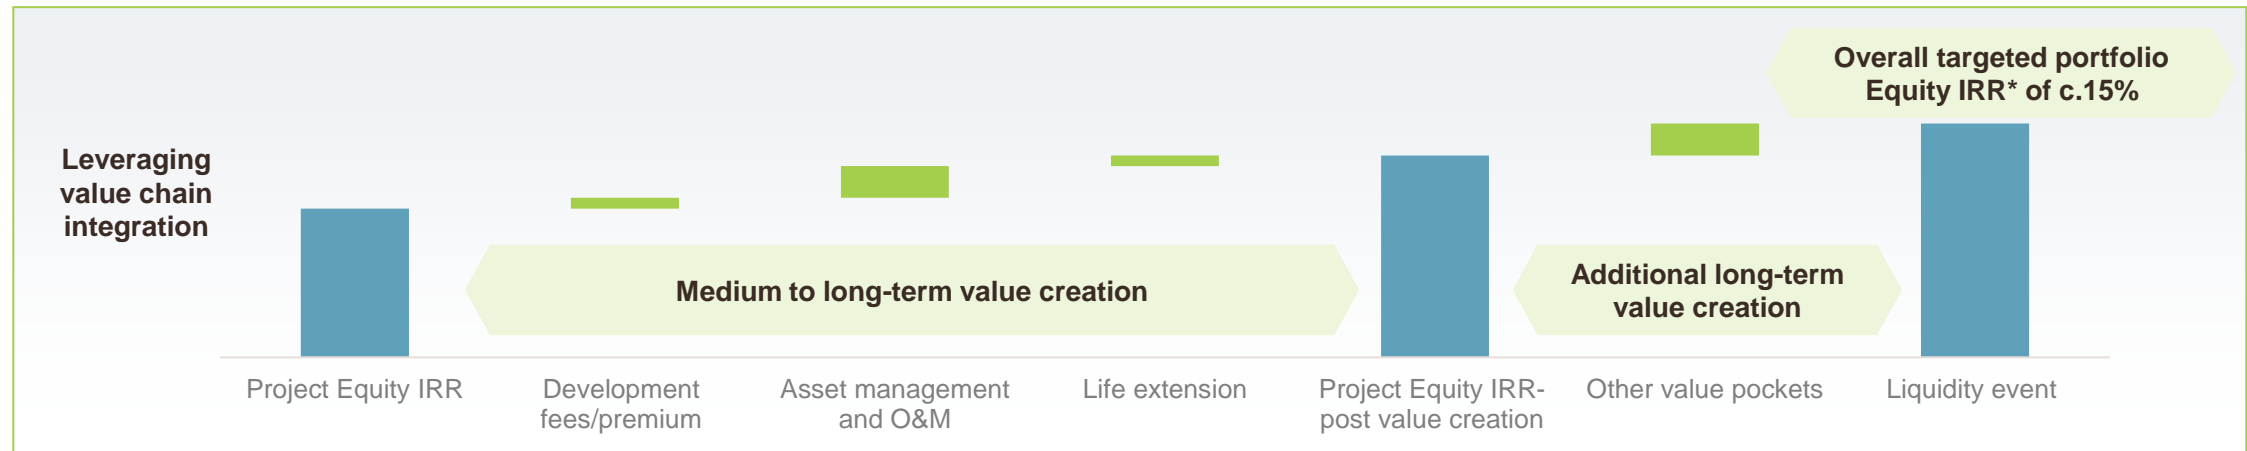 Overall targeted portfolio
Equity IRR* of c.15%
Leveraging
value chain
integration
Medium to long-term value creation
Additional long-term
value creation
Project Equity IRR
Development
fees/premium
Asset management
and O&M
Life extension
Project Equity IRR-
post value creation
Other value pockets
Liquidity event